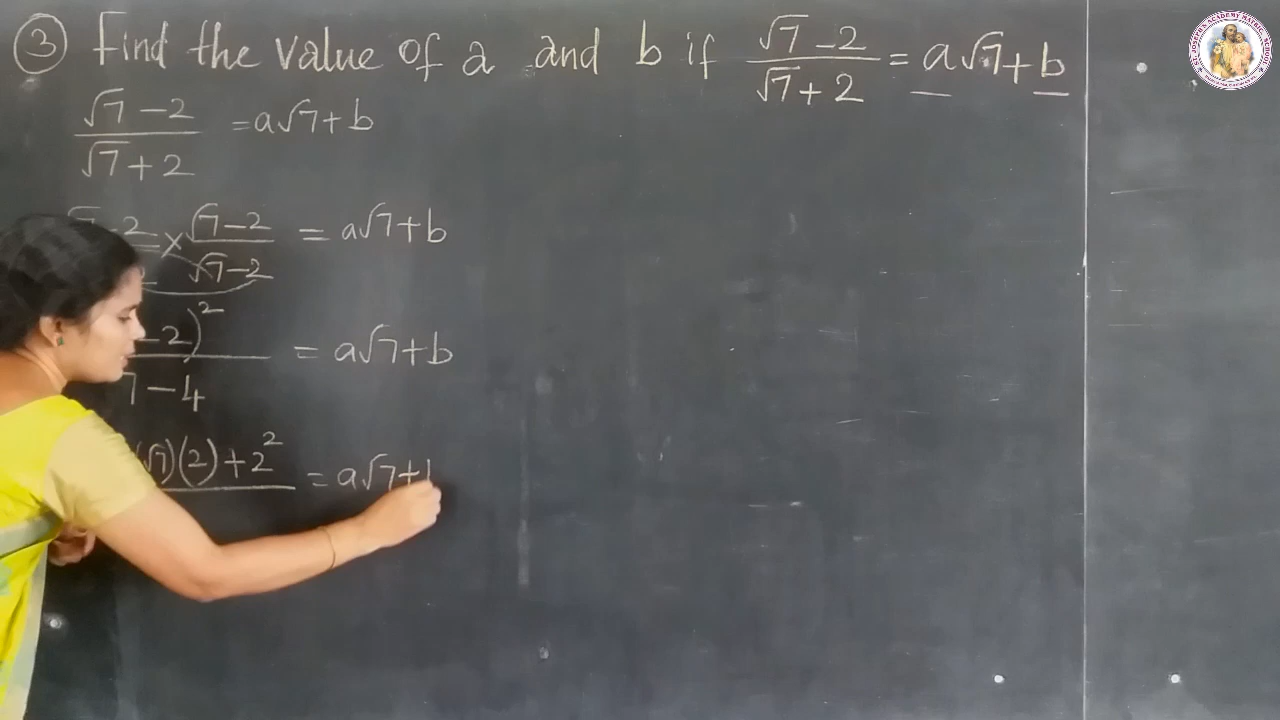 ③ Find the value of a and b if (√7 - 2)/(√7 + 2) = a√7 + b
(√7 - 2)/(√7 + 2) = a√7 + b
- 2 × (√7 - 2)/(√7 - 2) = a√7 + b
- 2)²/7 - 4 = a√7 + b
(√7)(2) + 2² = a√7 +